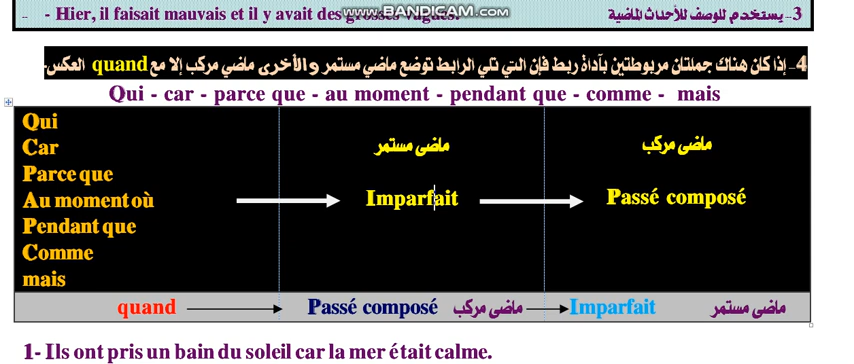 - Hier, il faisait mauvais et il y avait des grosses vagues.
www.BANDICAM.com
3- يستخدم للوصف للأحداث الماضية
4- إذا كان هناك جملتان مربوطتين بآداة ربط فإن التي تلي الرابط توضع ماضي مستمر والأخرى ماضي مركب إلا مع quand العكس-
Qui - car - parce que - au moment - pendant que - comme - mais
Qui
Car
Parce que
Au moment où
Pendant que
Comme
mais
ماضي مستمر
Imparfait
ماضي مركب
Passé composé
quand Passé composé ماضي مركب Imparfait ماضي مستمر
1- Ils ont pris un bain du soleil car la mer était calme.